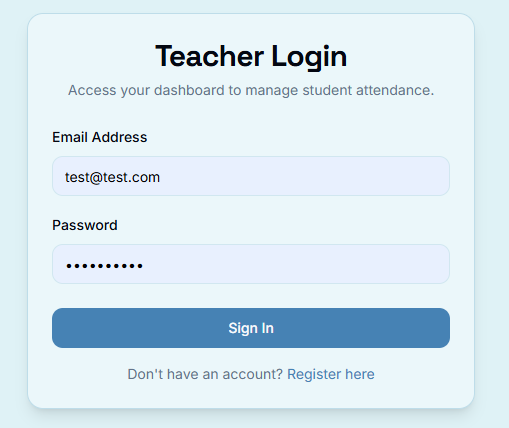 Teacher Login
Access your dashboard to manage student attendance.
Email Address
test@test.com
Password
••••••••••
Sign In
Don't have an account? Register here